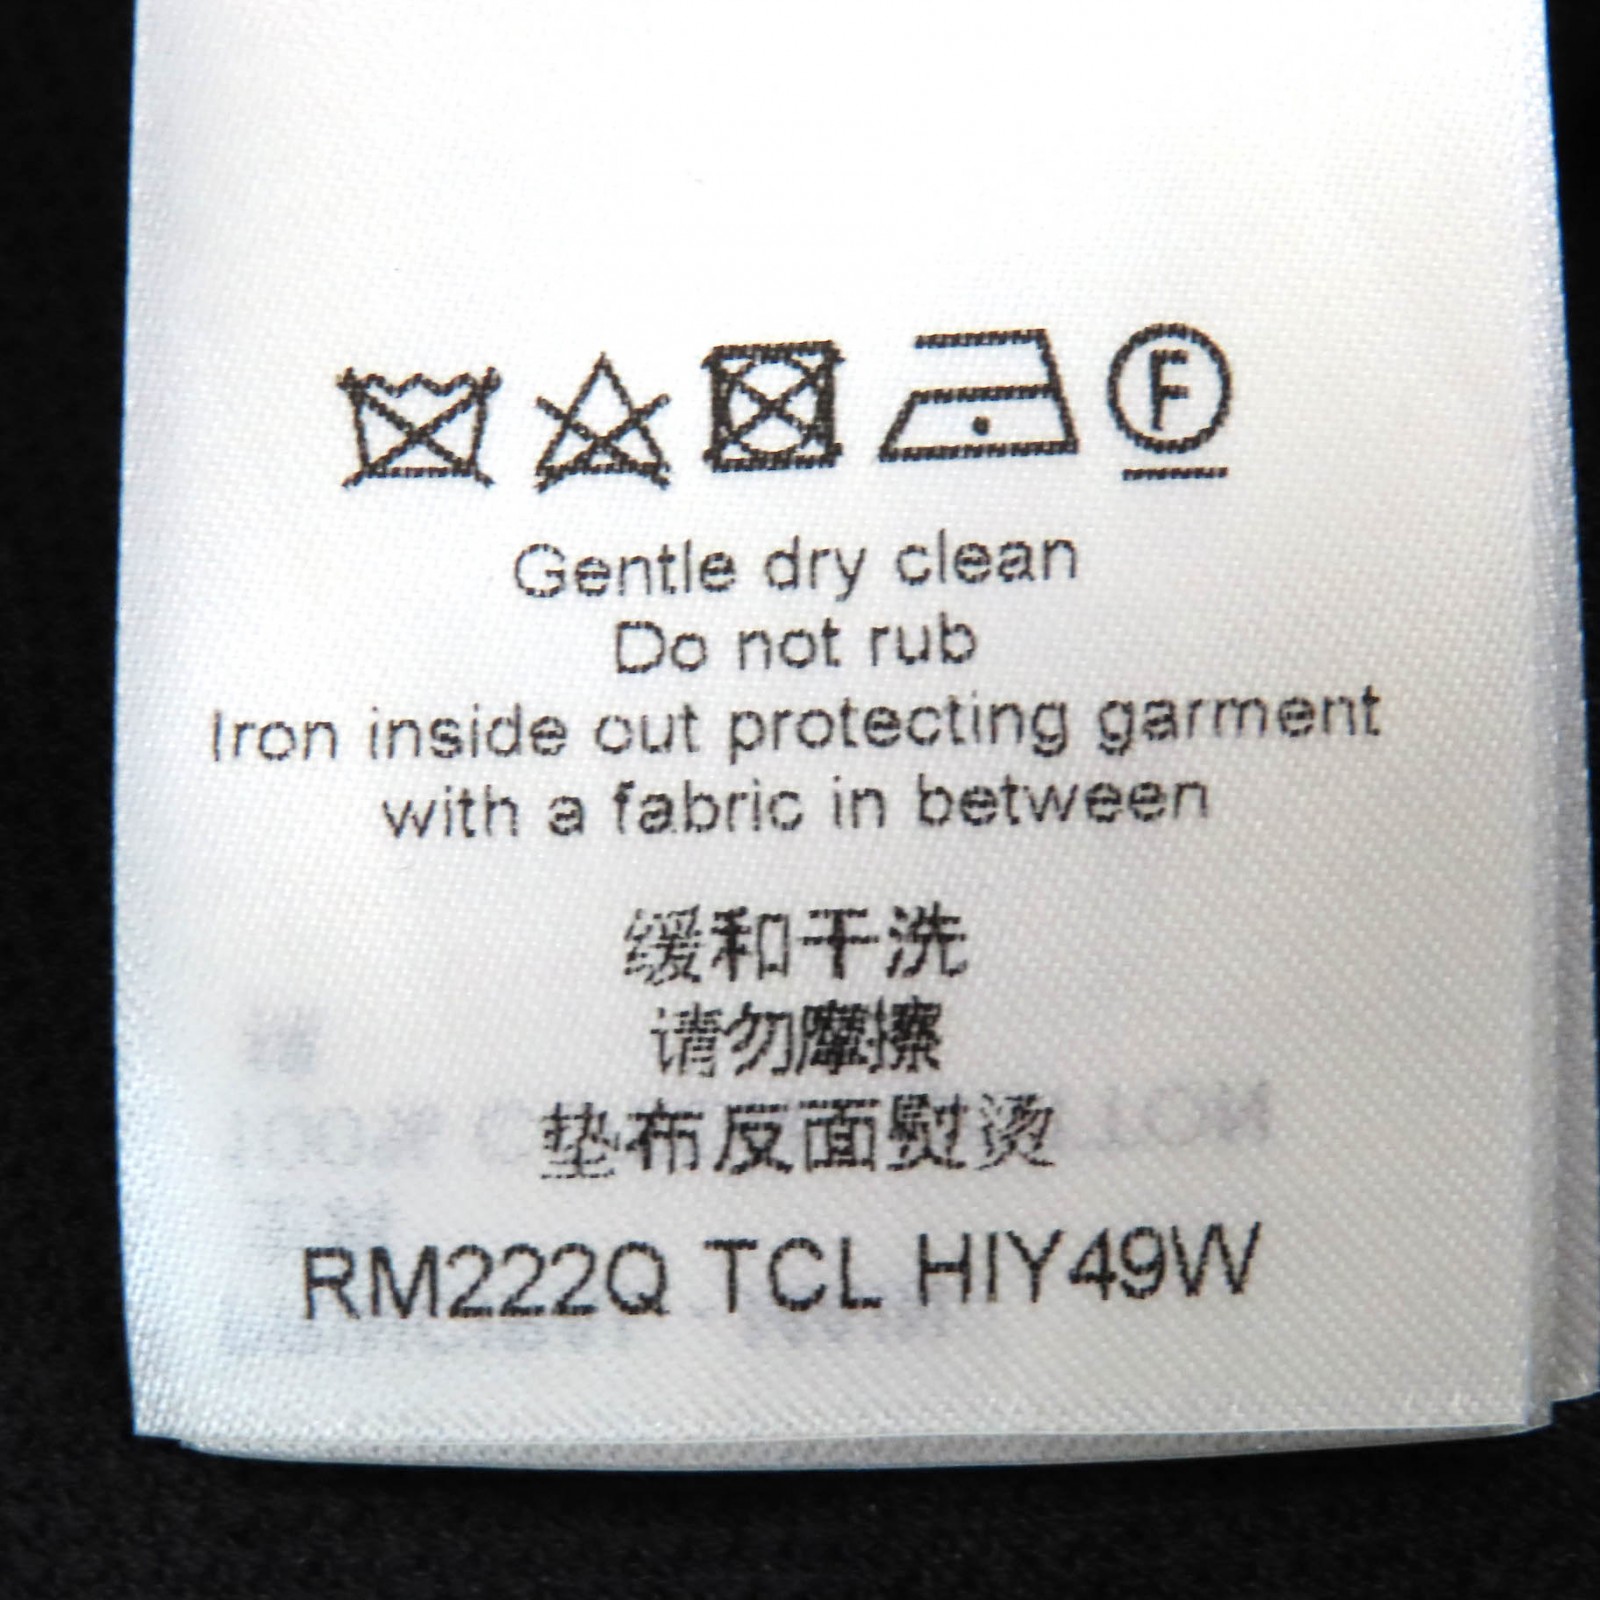 F
Gentle dry clean
Do not rub
Iron inside out protecting garment
with a fabric in between
缓和干洗
请勿摩擦
垫布反面熨烫
RM222Q TCL HIY49W